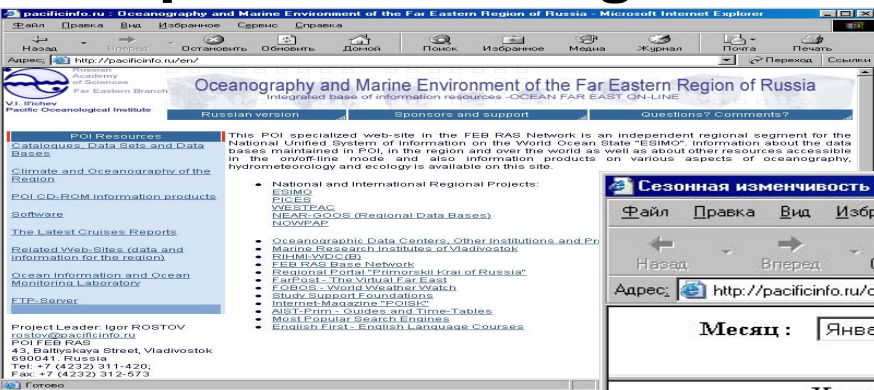 pacificinfo.ru : Oceanography and Marine Environment of the Far Eastern Region of Russia - Microsoft Internet Explorer
Файл Правка Вид Избранное Сервис Справка
Назад Вперед Остановить Обновить Домой Поиск Избранное Медиа Журнал Почта Печать
Адрес: http://pacificinfo.ru/en/ Переход Ссылки
Russian
Academy
of Sciences
Far Eastern Branch
V.I. Il'ichev
Pacific Oceanological Institute
Oceanography and Marine Environment of the Far Eastern Region of Russia
Integrated base of information resources -OCEAN FAR EAST ON-LINE
Russian version Sponsors and support Questions? Comments?
POI Resources
Catalogues, Data Sets and Data
Bases
Climate and Oceanography of the
Region
POI CD-ROM information products
Software
The Latest Cruises Reports
Related Web-Sites (data and
information for the region)
Ocean Information and Ocean
Monitoring Laboratory
FTP-Server
Project Leader: Igor ROSTOV
rostov@pacificinfo.ru
POI FEB RAS
43, Baltiyskaya Street, Vladivostok
690041. Russia
Tel: +7 (4232) 311-420;
Fax: +7 (4232) 312-573
This POI specialized web-site in the FEB RAS Network is an independent regional segment for the
National Unified System of Information on the World Ocean State "ESIMO". Information about the data
bases maintained in POI, in the region and over the world as well as about other resources accessible
in the on/off-line mode and also information products on various aspects of oceanography,
hydrometeorology and ecology is available on this site.
National and International Regional Projects:
ESIMO
PICES
WESTPAC
NEAR-GOOS (Regional Data Bases)
NOWPAP
Oceanographic Data Centers, Other Institutions and Pr
Marine Research Institutes of Vladivostok
RIHMI-WDC(B)
FEB RAS Base Network
Regional Portal "Primorskii Krai of Russia"
FarPost - The Virtual Far East
FOBOS - World Weather Watch
Study Support Foundations
Internet-Magazine "POISK"
AIST-Prim - Guides and Time-Tables
Most Popular Search Engines
English First - English Language Courses
Готово
Сезонная изменчивость
Файл Правка Вид Избр
Назад Вперед
Адрес: http://pacificinfo.ru/c
Месяц : Янва